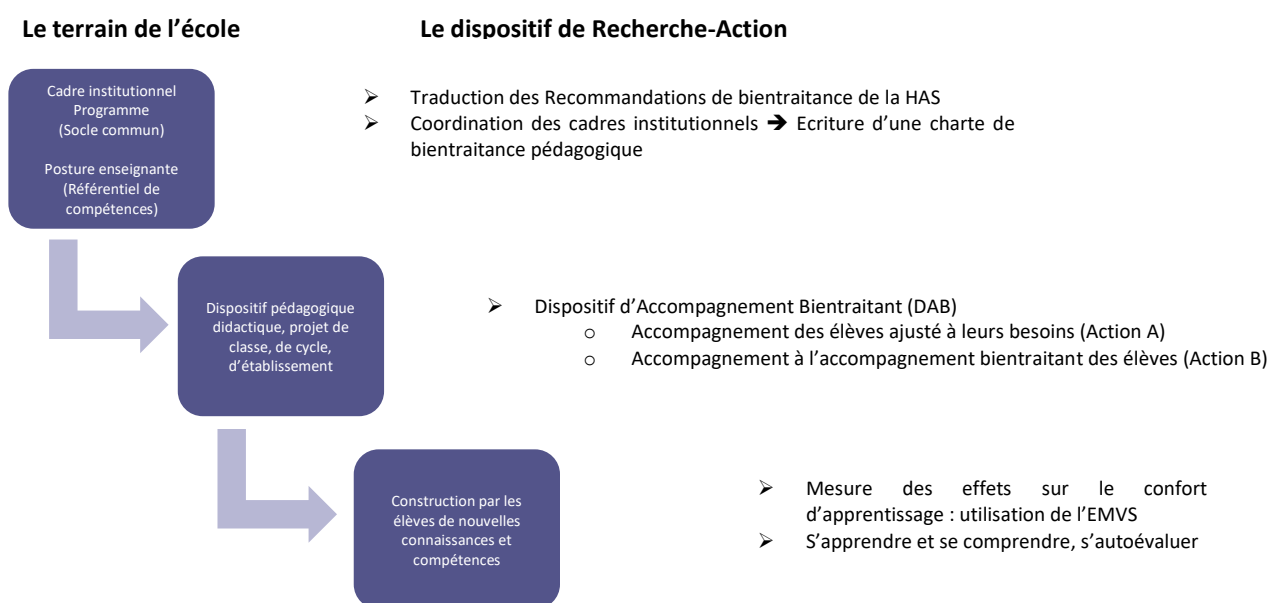 Le terrain de l’école
Le dispositif de Recherche-Action
Cadre institutionnel
Programme
(Socle commun)
Posture enseignante
(Référentiel de
compétences)
➢ Traduction des Recommandations de bientraitance de la HAS
➢ Coordination des cadres institutionnels ➔ Ecriture d’une charte de
bientraitance pédagogique
Dispositif pédagogique
didactique, projet de
classe, de cycle,
d’établissement
➢ Dispositif d’Accompagnement Bientraitant (DAB)
o Accompagnement des élèves ajusté à leurs besoins (Action A)
o Accompagnement à l’accompagnement bientraitant des élèves (Action B)
Construction par les
élèves de nouvelles
connaissances et
compétences
➢ Mesure des effets sur le confort
d’apprentissage : utilisation de l’EMVS
➢ S’apprendre et se comprendre, s’autoévaluer